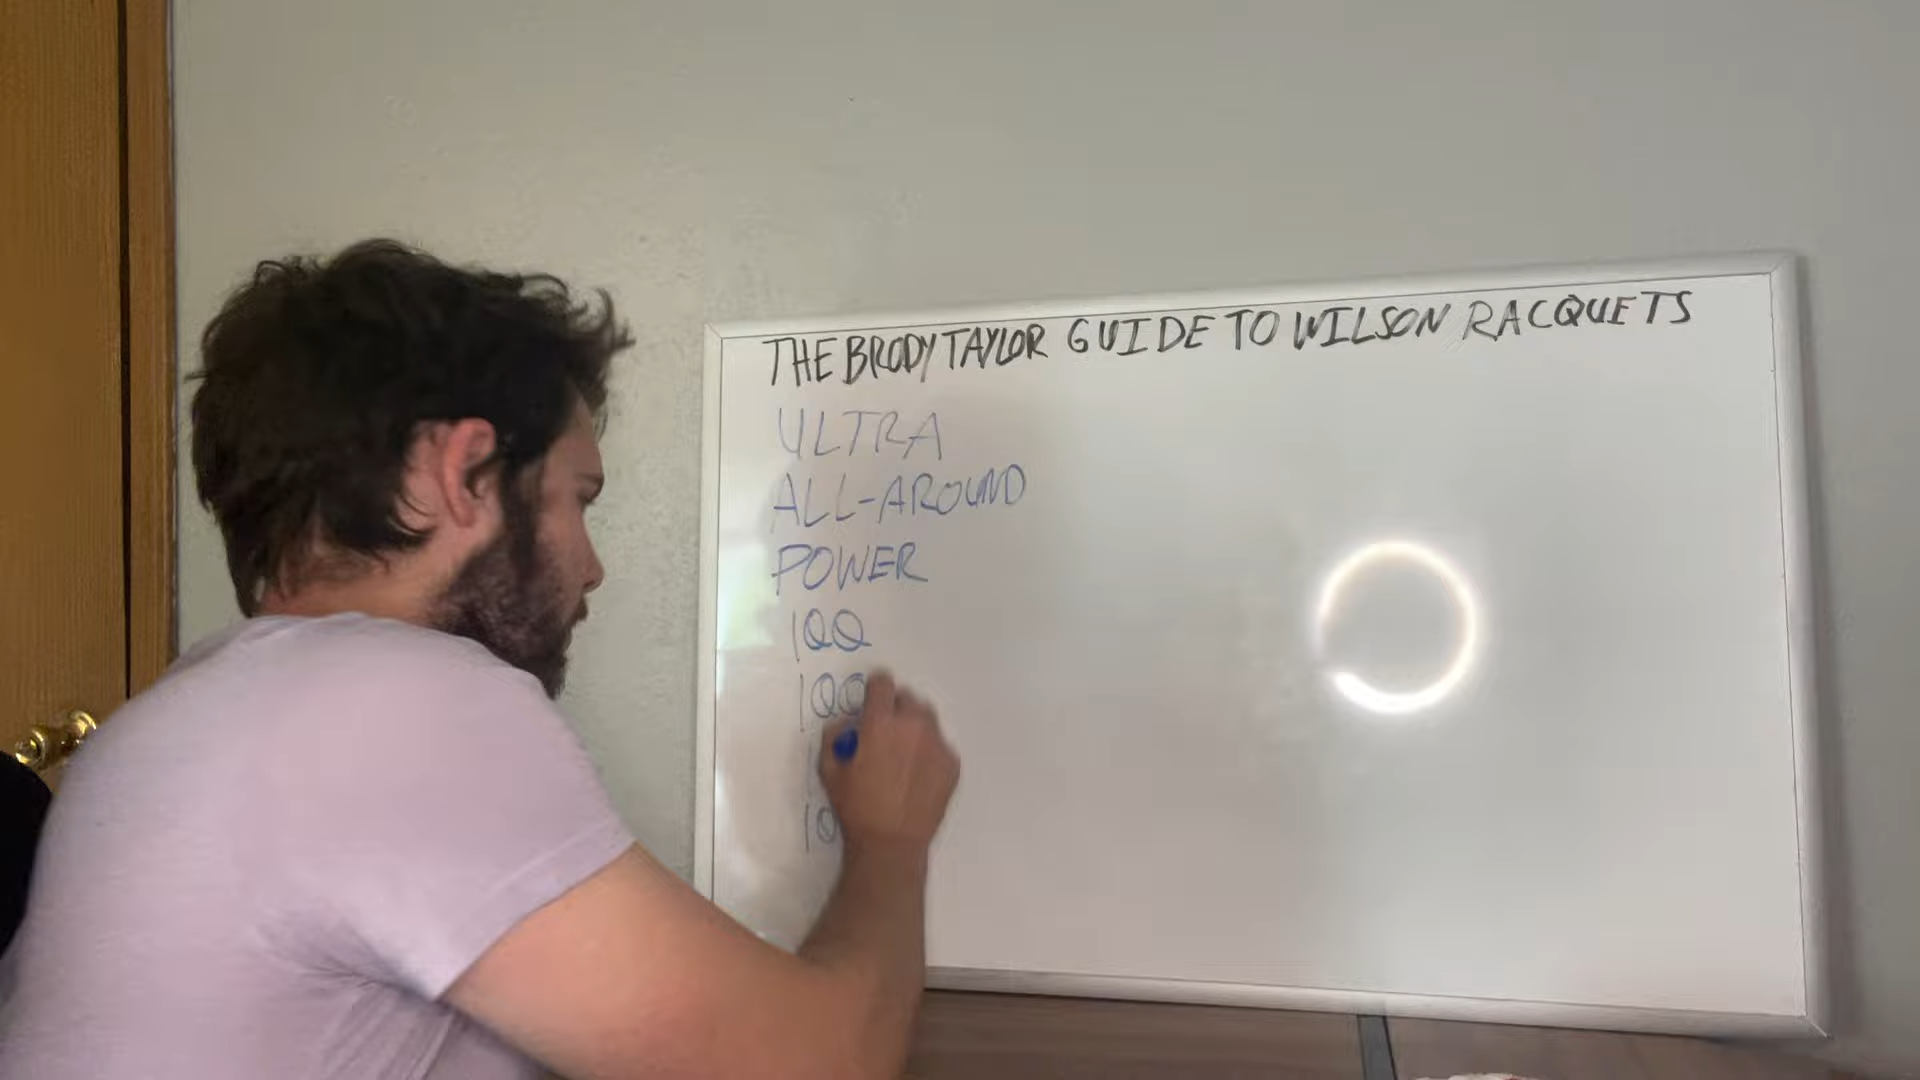 THE BRODY TAYLOR GUIDE TO WILSON RACQUETS
ULTRA
ALL-AROUND
POWER
100
100